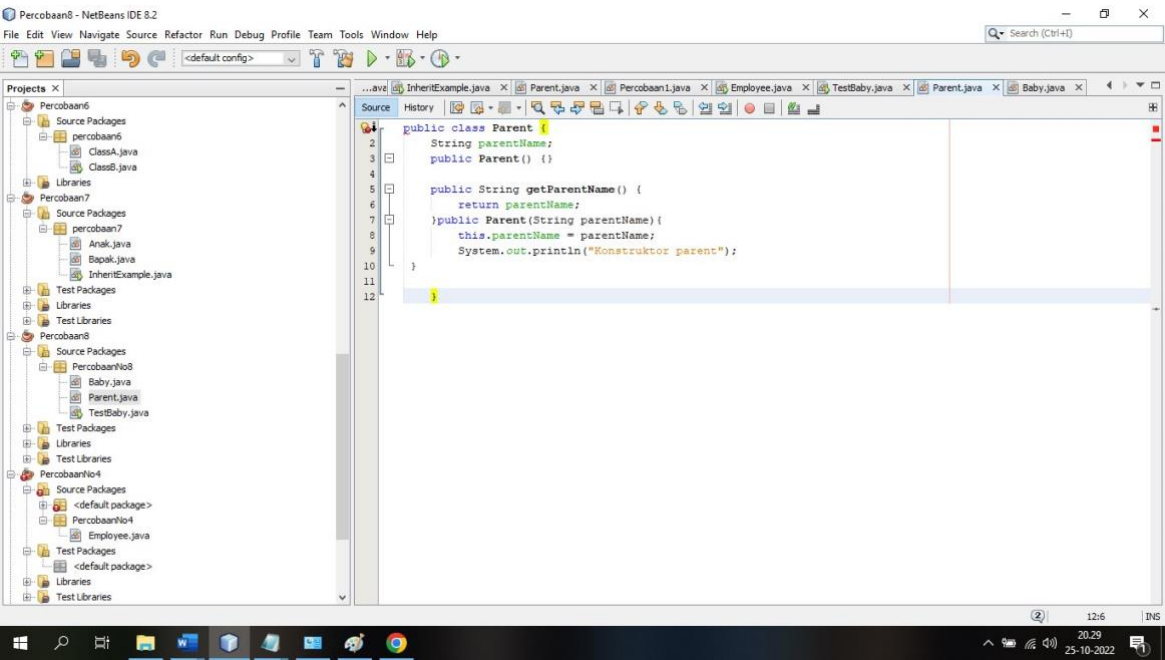 Percobaan8 - NetBeans IDE 8.2
File Edit View Navigate Source Refactor Run Debug Profile Team Tools Window Help
Search (Ctrl+I)
<default config>
Projects
Percobaan6
Source Packages
percobaan6
ClassA.java
ClassB.java
Libraries
Percobaan7
Source Packages
percobaan7
Anak.java
Bapak.java
InheritExample.java
Test Packages
Libraries
Test Libraries
Percobaan8
Source Packages
PercobaanNo8
Baby.java
Parent.java
TestBaby.java
Test Packages
Libraries
Test Libraries
PercobaanNo4
Source Packages
<default package>
PercobaanNo4
Employee.java
Test Packages
<default package>
Libraries
Test Libraries
...ava InheritExample.java Parent.java Percobaan1.java Employee.java TestBaby.java Parent.java Baby.java
Source History
public class Parent {
2 String parentName;
3 public Parent() {}
4
5 public String getParentName() {
6 return parentName;
7 }public Parent(String parentName){
8 this.parentName = parentName;
9 System.out.println("Konstruktor parent");
10 }
11
12 }
2 12:6 INS
20.29
25-10-2022